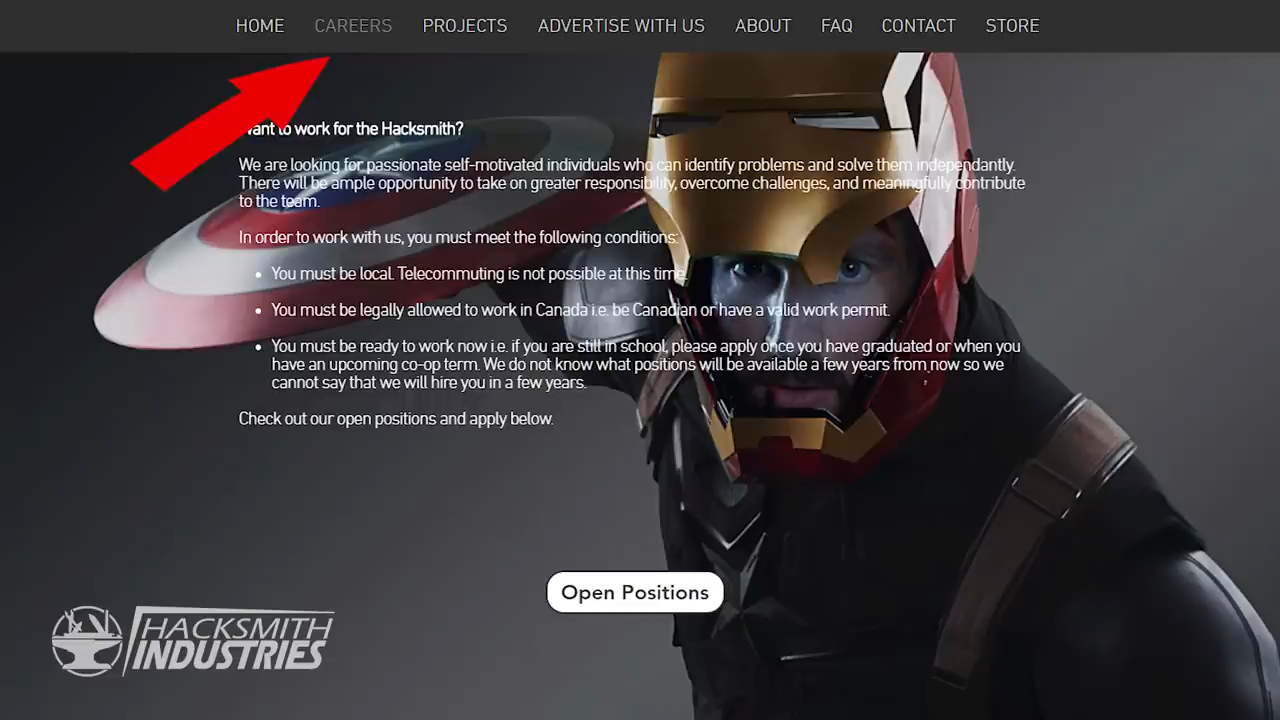 HOME CAREERS PROJECTS ADVERTISE WITH US ABOUT FAQ CONTACT STORE
ant to work for the Hacksmith?
We are looking for passionate self-motivated individuals who can identify problems and solve them independantly.
There will be ample opportunity to take on greater responsibility, overcome challenges, and meaningfully contribute
to the team.
In order to work with us, you must meet the following conditions:
• You must be local. Telecommuting is not possible at this time.
• You must be legally allowed to work in Canada i.e. be Canadian or have a valid work permit.
• You must be ready to work now i.e. if you are still in school, please apply once you have graduated or when you
have an upcoming co-op term. We do not know what positions will be available a few years from now so we
cannot say that we will hire you in a few years.
Check out our open positions and apply below.
Open Positions
HACKSMITH
INDUSTRIES